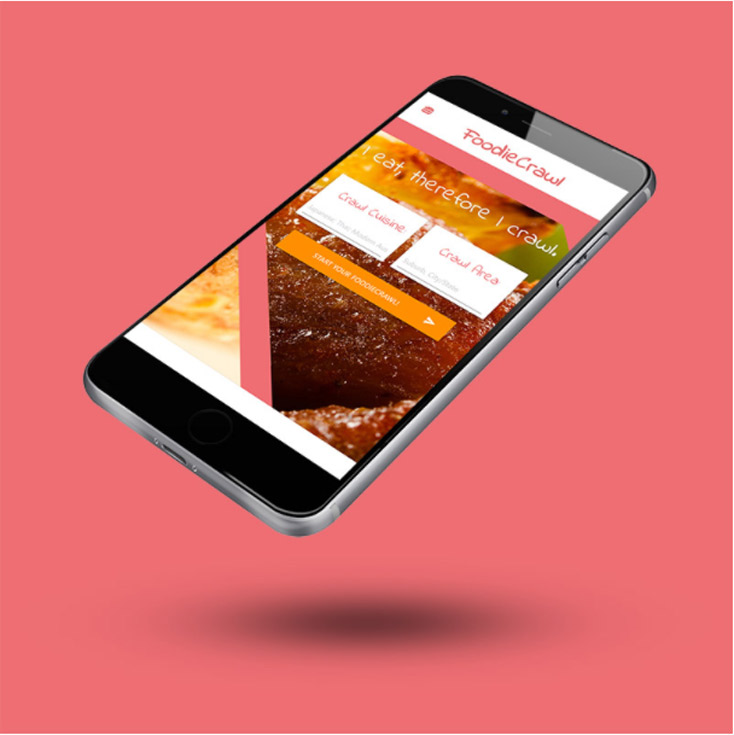 FoodieCrawl
I eat, therefore I crawl.
Crawl Cuisine
Japanese, Thai, Modern Aus
Crawl Area
Suburb, City/State
START YOUR FOODIECRAWL!